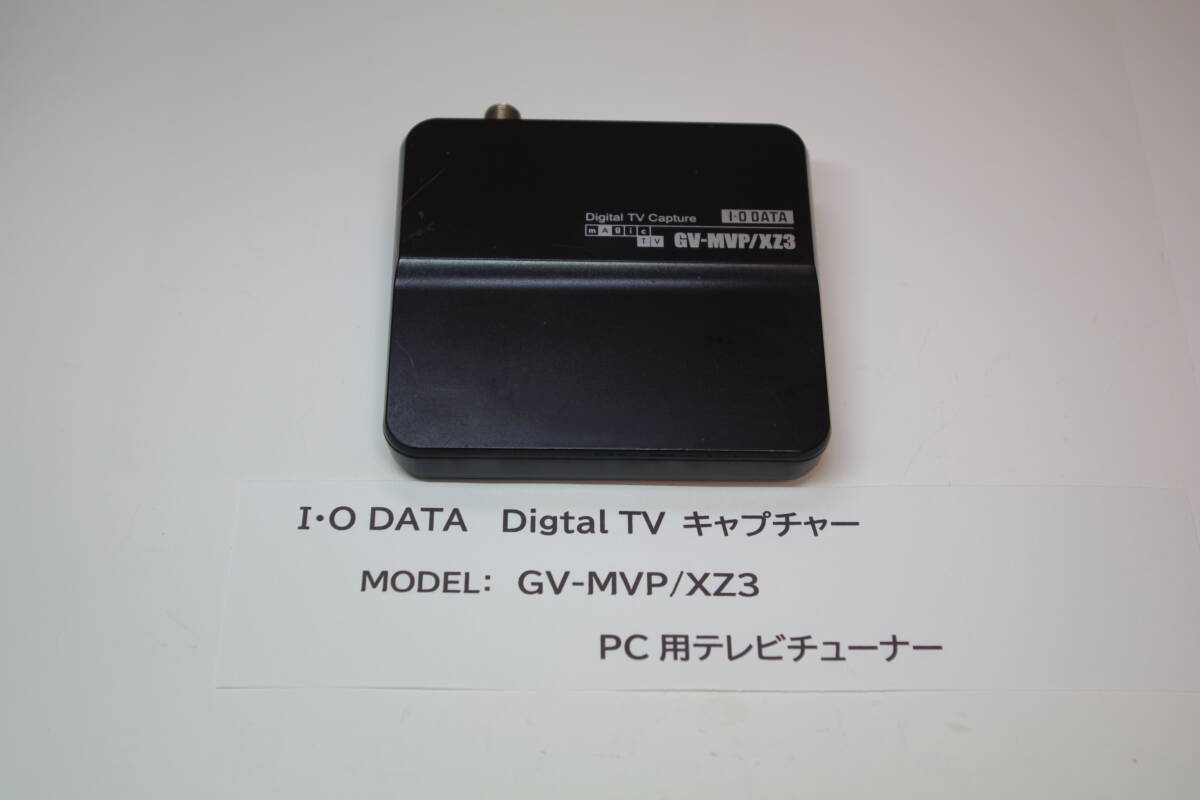 Digital TV Capture I·O DATA
mAgic
TV GV-MVP/XZ3
I・O DATA Digtal TV キャプチャー
MODEL: GV-MVP/XZ3
PC 用テレビチューナー